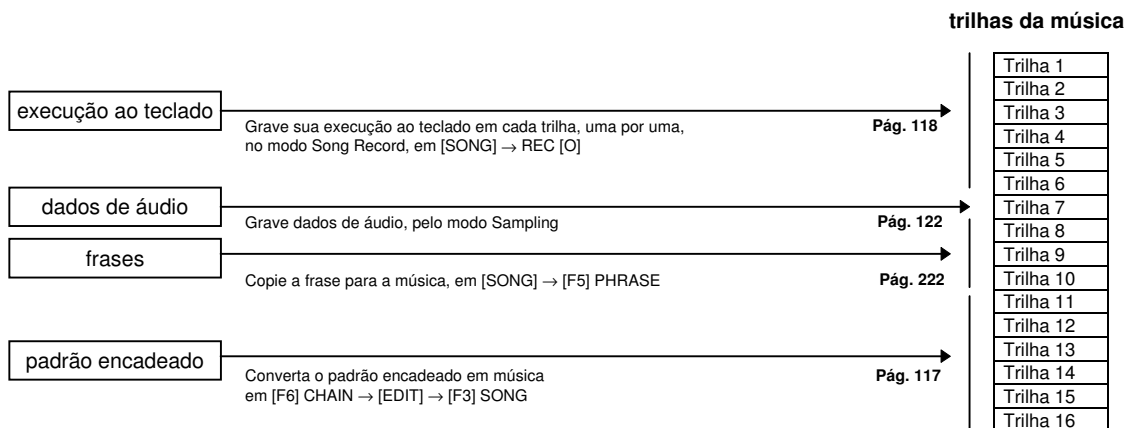 trilhas da música
execução ao teclado
Grave sua execução ao teclado em cada trilha, uma por uma,
no modo Song Record, em [SONG] → REC [O]
Pág. 118
dados de áudio
Grave dados de áudio, pelo modo Sampling
Pág. 122
frases
Copie a frase para a música, em [SONG] → [F5] PHRASE
Pág. 222
padrão encadeado
Converta o padrão encadeado em música
em [F6] CHAIN → [EDIT] → [F3] SONG
Pág. 117
Trilha 1
Trilha 2
Trilha 3
Trilha 4
Trilha 5
Trilha 6
Trilha 7
Trilha 8
Trilha 9
Trilha 10
Trilha 11
Trilha 12
Trilha 13
Trilha 14
Trilha 15
Trilha 16